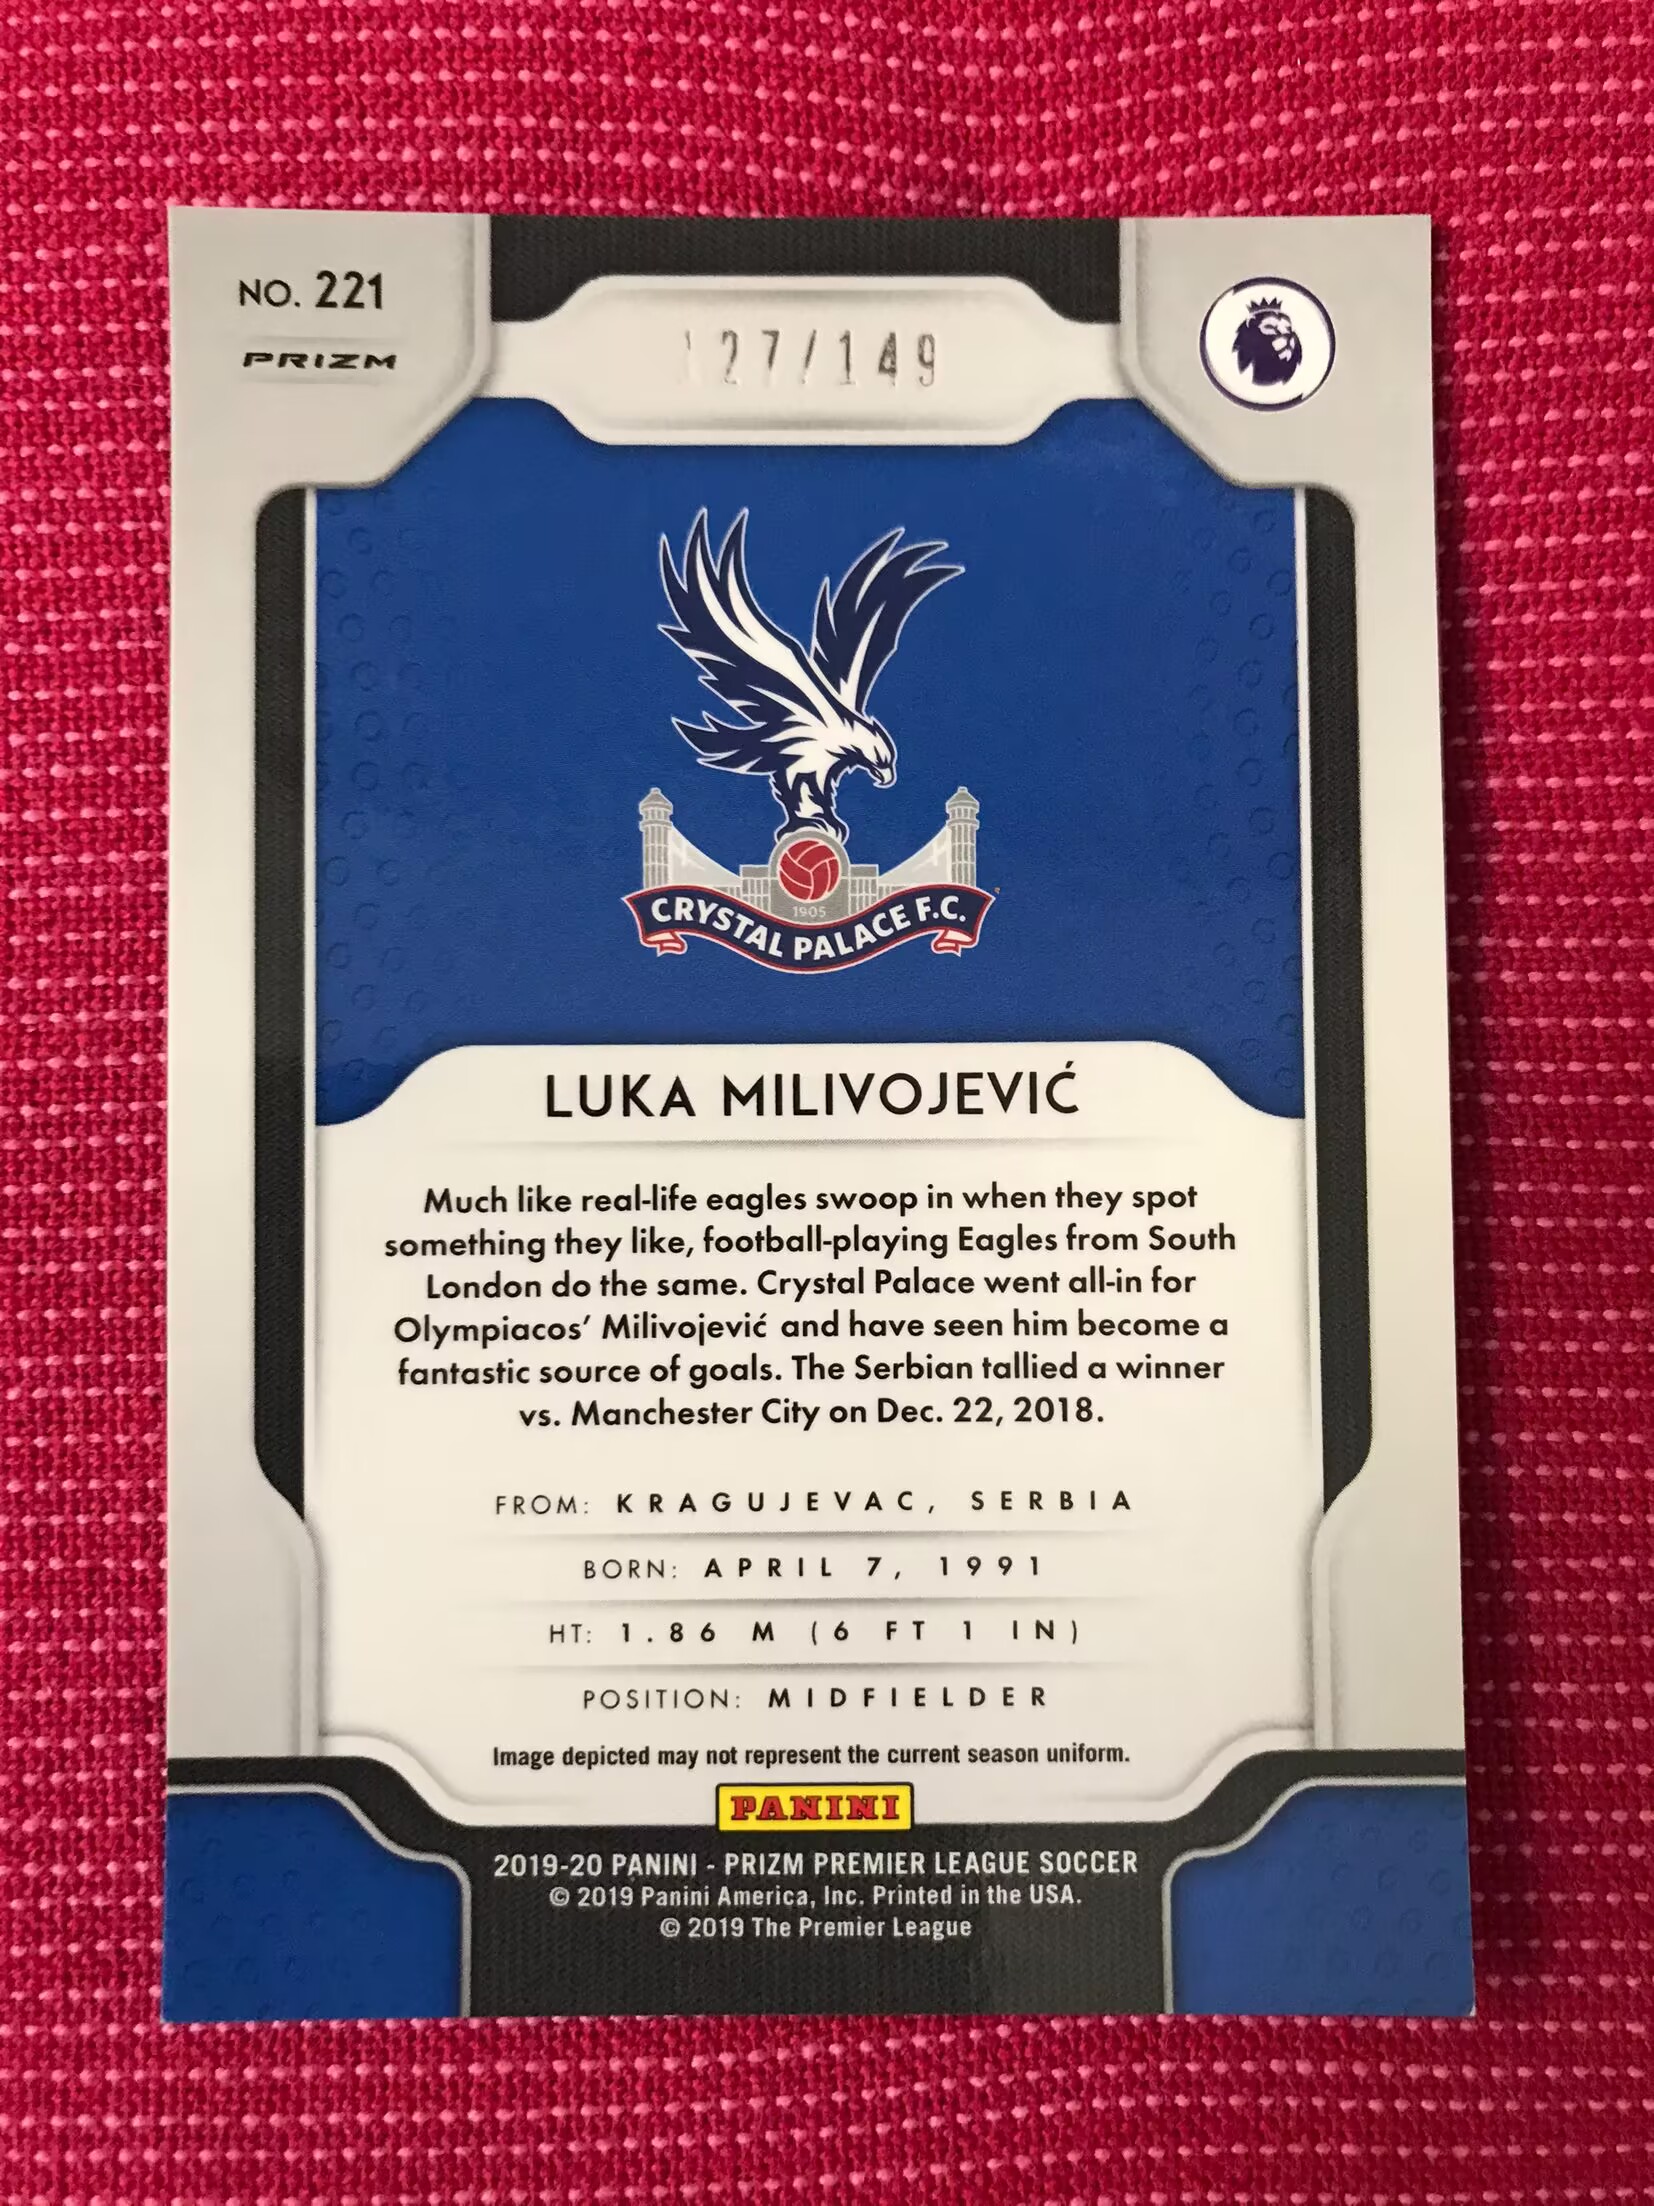 NO. 221
PRIZM
127/149
1905
CRYSTAL PALACE F.C.
LUKA MILIVOJEVIĆ
Much like real-life eagles swoop in when they spot
something they like, football-playing Eagles from South
London do the same. Crystal Palace went all-in for
Olympiacos’ Milivojević and have seen him become a
fantastic source of goals. The Serbian tallied a winner
vs. Manchester City on Dec. 22, 2018.
FROM: KRAGUJEVAC, SERBIA
BORN: APRIL 7, 1991
HT: 1.86 M (6 FT 1 IN)
POSITION: MIDFIELDER
Image depicted may not represent the current season uniform.
PANINI
2019-20 PANINI - PRIZM PREMIER LEAGUE SOCCER
© 2019 Panini America, Inc. Printed in the USA.
© 2019 The Premier League